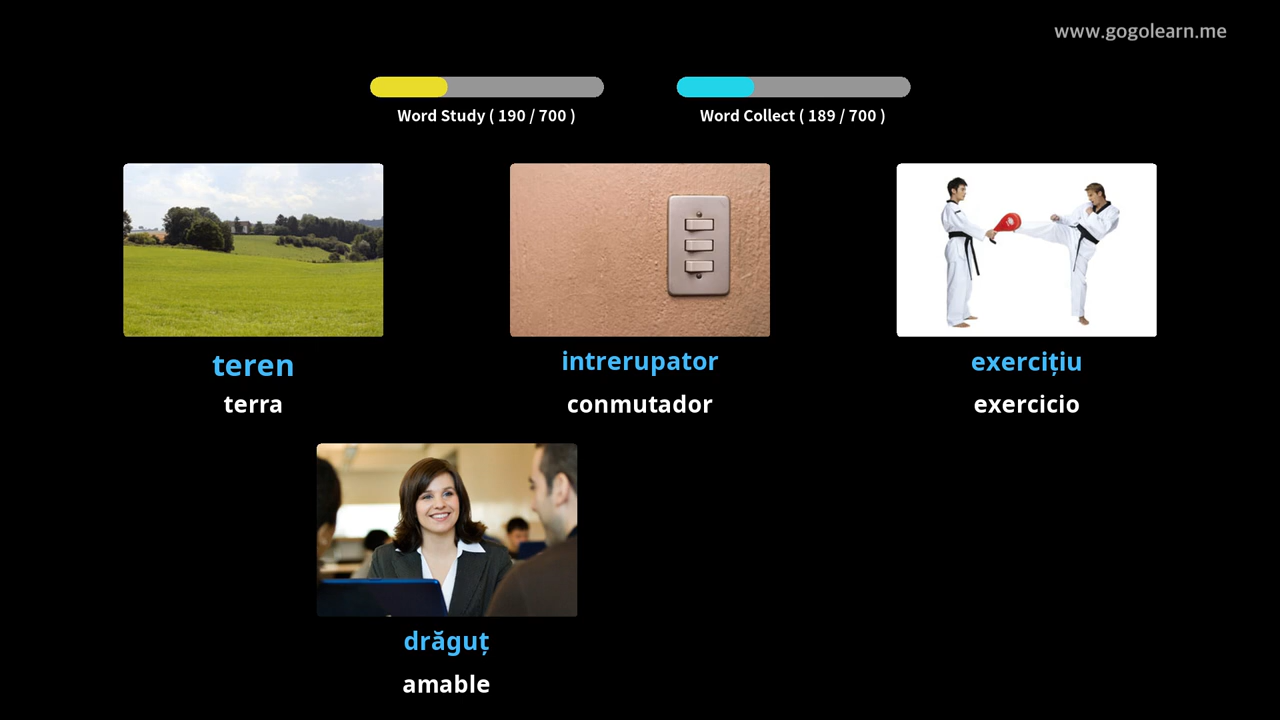 www.gogolearn.me
Word Study ( 190 / 700 )
Word Collect ( 189 / 700 )
teren
terra
intrerupator
conmutador
exercițiu
exercicio
drăguț
amable